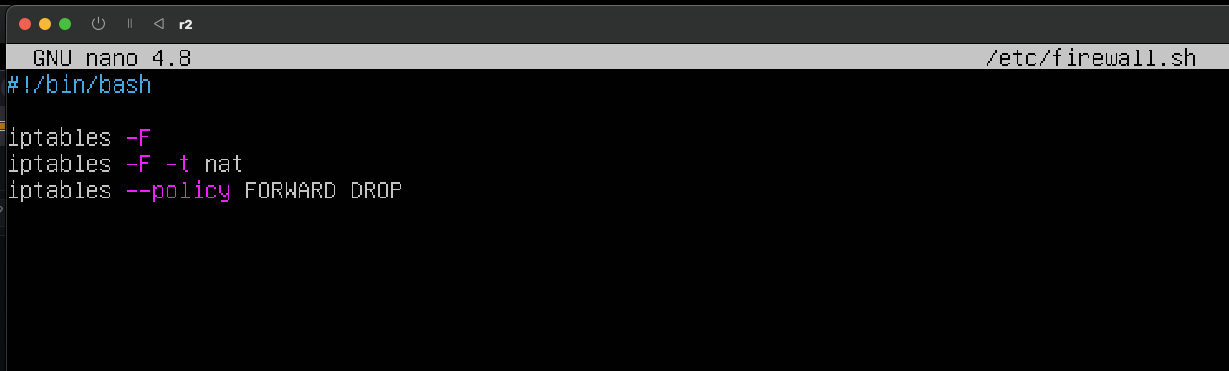 r2
GNU nano 4.8 /etc/firewall.sh
#!/bin/bash
iptables -F
iptables -F -t nat
iptables --policy FORWARD DROP